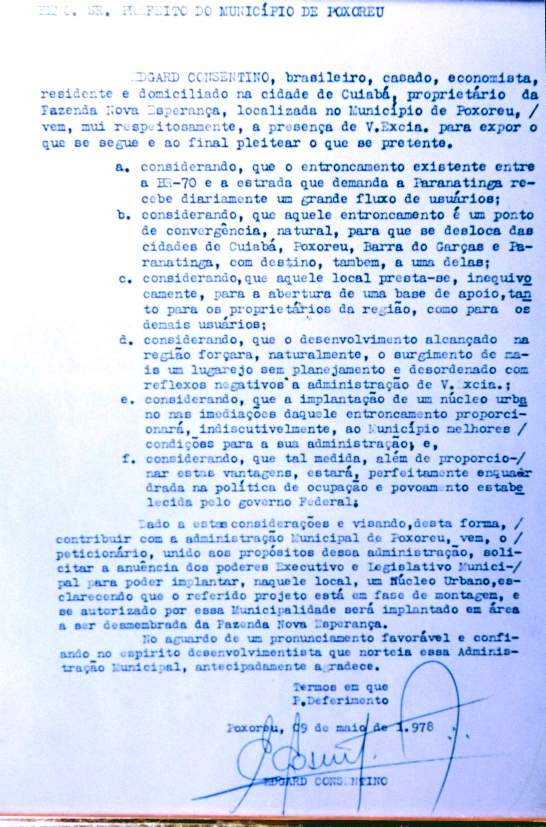 EXMO. SR. PREFEITO DO MUNICÍPIO DE POXOREU
EDGARD CONSENTINO, brasileiro, casado, economista,
residente e domiciliado na cidade de Cuiabá, proprietário da
Fazenda Nova Esperança, localizada no Município de Poxoreu, /
vem, mui respeitosamente, a presença de V.Excia. para expor o
que se segue e ao final pleitear o que se pretente.
a. considerando, que o entroncamento existente entre
a BR-70 e a estrada que demanda a Paranatinga re-
cebe diariamente um grande fluxo de usuários;
b. considerando, que aquele entroncamento é um ponto
de convergência, natural, para que se desloca das
cidades de Cuiabá, Poxoreu, Barra do Garças e Pa-
ranatinga, com destino, tambem, a uma delas;
c. considerando, que aquele local presta-se, inequivo
camente, para a abertura de uma base de apoio, tan
to para os proprietários da região, como para os
demais usuários;
d. considerando, que o desenvolvimento alcançado na
região forçara, naturalmente, o surgimento de ma-
is um lugarejo sem planejamento e desordenado com
reflexos negativos a administração de V.Excia.;
e. considerando, que a implantação de um núcleo urba
no nas imediações daquele entroncamento proporci-
onará, indiscutivelmente, ao Município melhores /
condições para a sua administração; e,
f. considerando, que tal medida, além de proporcio-/
nar estas vantagens, estará, perfeitamente enquaer
drada na política de ocupação e povoamento estabe
lecida pelo governo Federal;
Dado a estas considerações e visando, desta forma, /
contribuir com a administração Municipal de Poxoreu, vem, o /
peticionário, unido aos propósitos dessa administração, soli-
citar a anuência dos poderes Executivo e Legislativo Munici-/
pal para poder implantar, naquele local, um Núcleo Urbano, es-
clarecendo que o referido projeto está em fase de montagem, e
se autorizado por essa Municipalidade será implantado em área
a ser desmembrada da Fazenda Nova Esperança.
No aguardo de um pronunciamento favorável e confi-
ando no espirito desenvolvimentista que norteia essa Adminis-
tração Municipal, antecipadamente agradece.
Termos em que
P.Deferimento
Poxoréu, 09 de maio de 1.978
EDGARD CONSENTINO